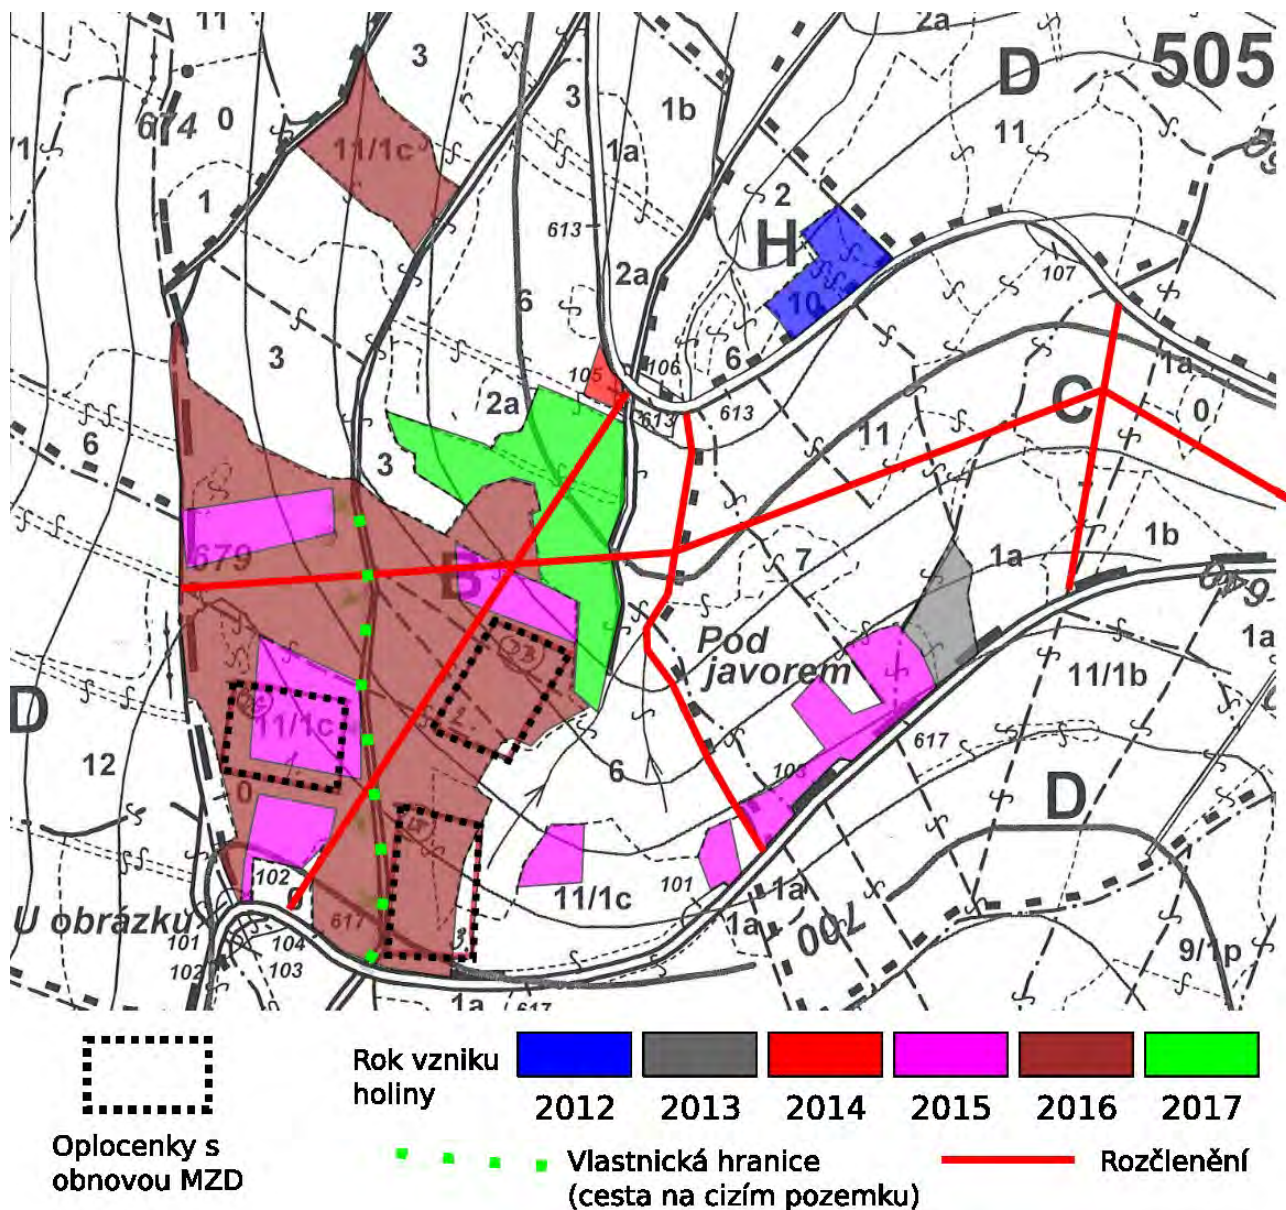 11
3
2a
D
505
674
0
3
1b
11
/1
11/1c
1a
2
1
613
H
2a
107
3
6
10
6
106
1a
105
2a
613
613
C
0
6
3
11
679
B
7
1a
1b
Pod
javorem
1a
11/1b
D
11/1c
12
617
6
103
D
0
102
11/1c
101
1a
U obrázku
617
1a
700
101
104
3.
9/1p
102
103
1a
617
Oplocenky s
obnovou MZD
Rok vzniku
holiny
2012 2013 2014 2015 2016 2017
Vlastnická hranice
(cesta na cizím pozemku)
Rozčlenění